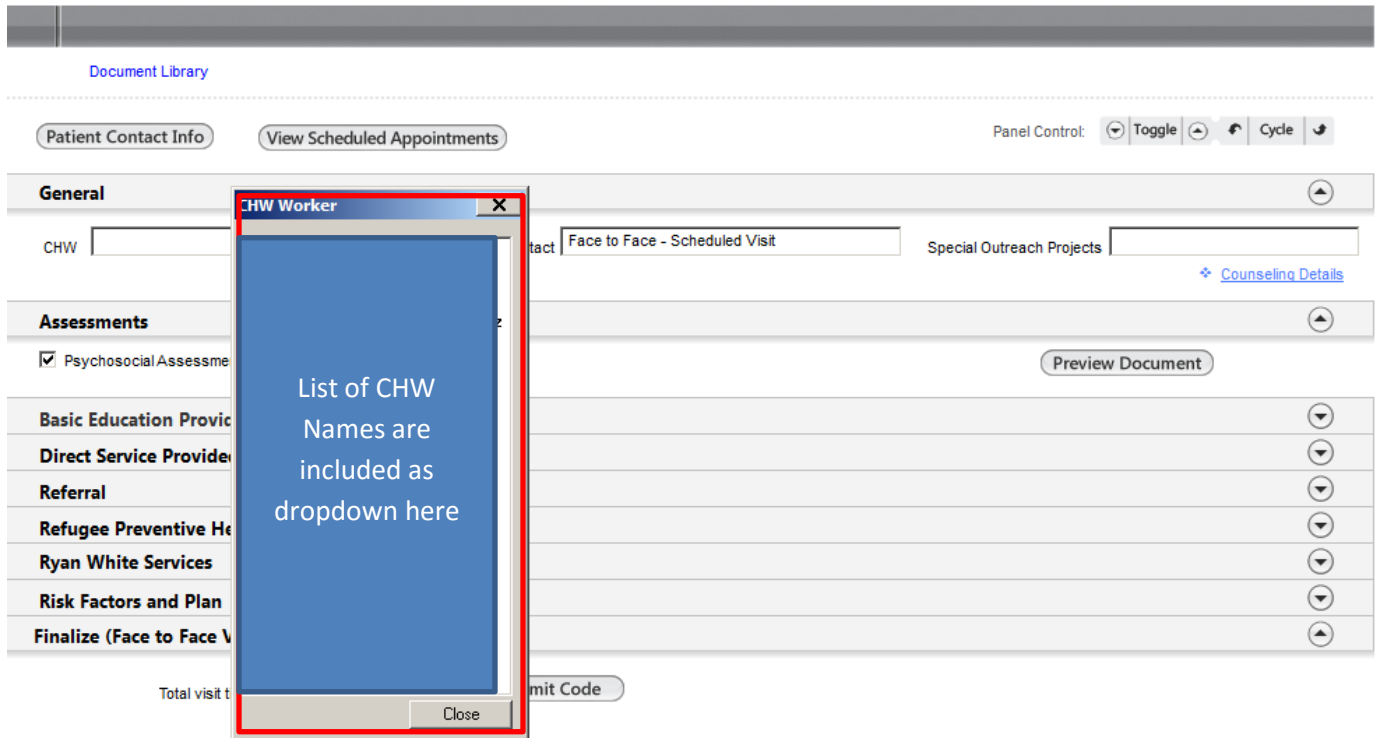 Document Library
Patient Contact Info View Scheduled Appointments Panel Control: Toggle Cycle
General
CHW Worker X
CHW tact Face to Face - Scheduled Visit Special Outreach Projects
Counseling Details
Assessments z
Psychosocial Assessme Preview Document
List of CHW
Names are
included as
dropdown here
Basic Education Provid
Direct Service Provide
Referral
Refugee Preventive He
Ryan White Services
Risk Factors and Plan
Finalize (Face to Face V
Total visit t mit Code
Close